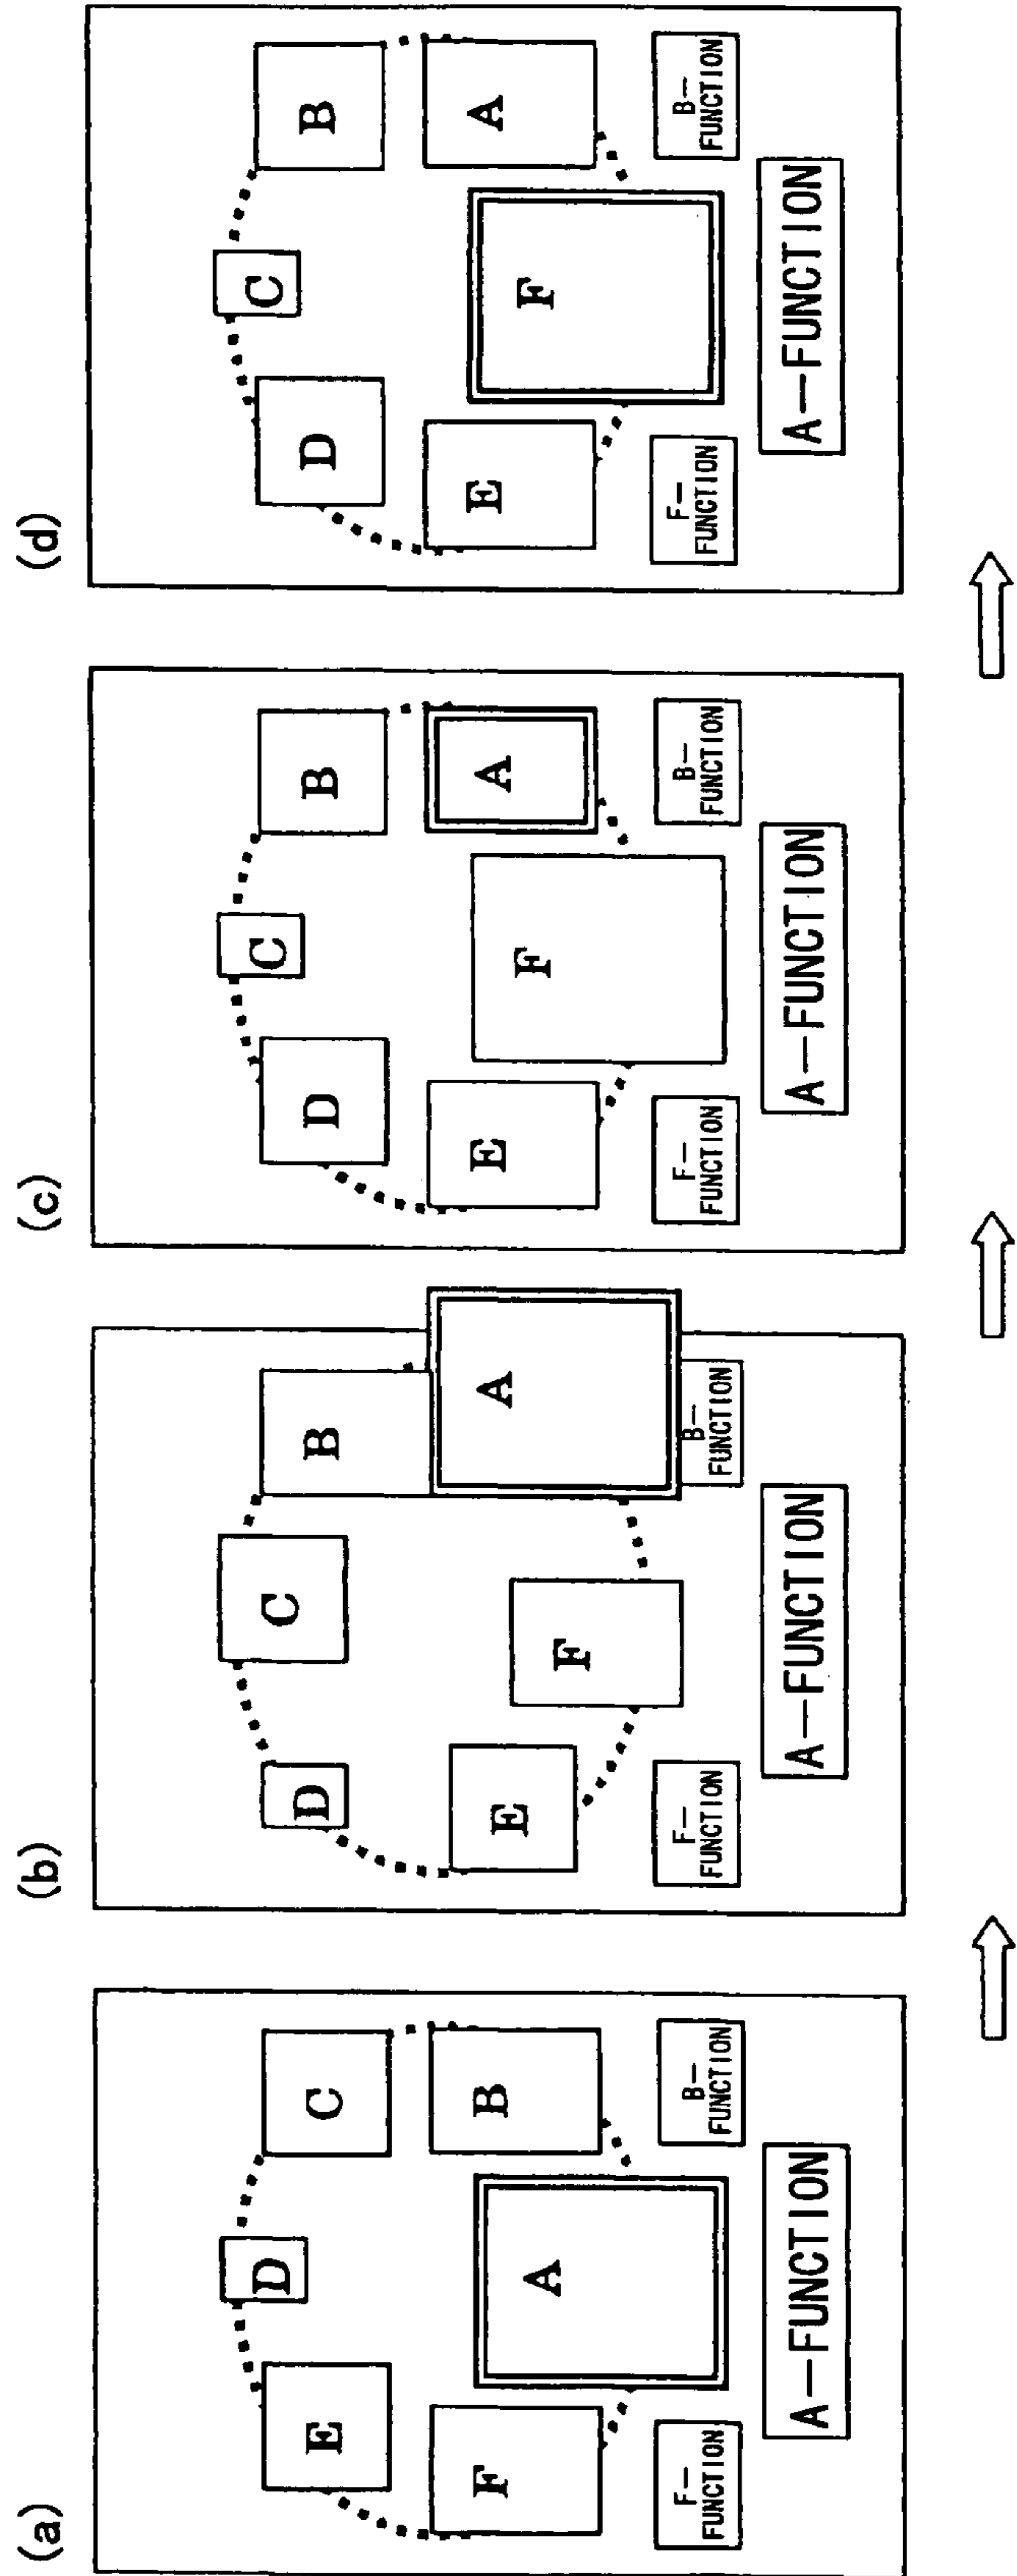 (a)
D
E
C
F
B
A
F—
FUNCTION
B—
FUNCTION
A—FUNCTION
(b)
C
D
B
A
E
F
F—
FUNCTION
B—
FUNCTION
A—FUNCTION
(c)
C
D
B
E
A
F
F—
FUNCTION
B—
FUNCTION
A—FUNCTION
(d)
C
D
B
E
A
F
F—
FUNCTION
B—
FUNCTION
A—FUNCTION